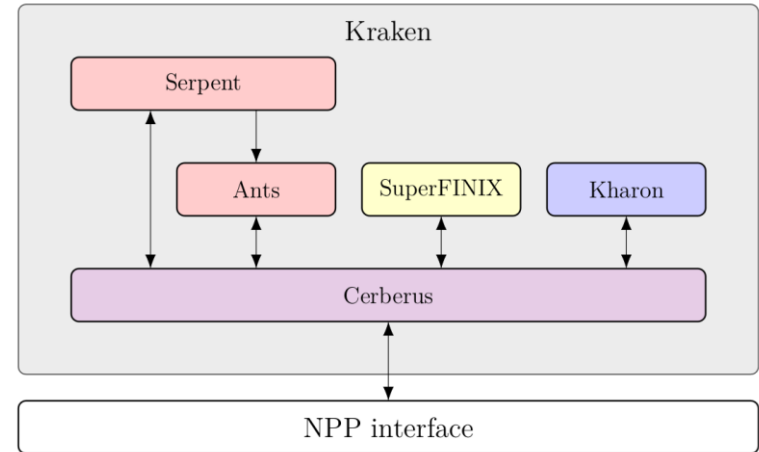 Kraken
Serpent
Ants
SuperFINIX
Kharon
Cerberus
NPP interface